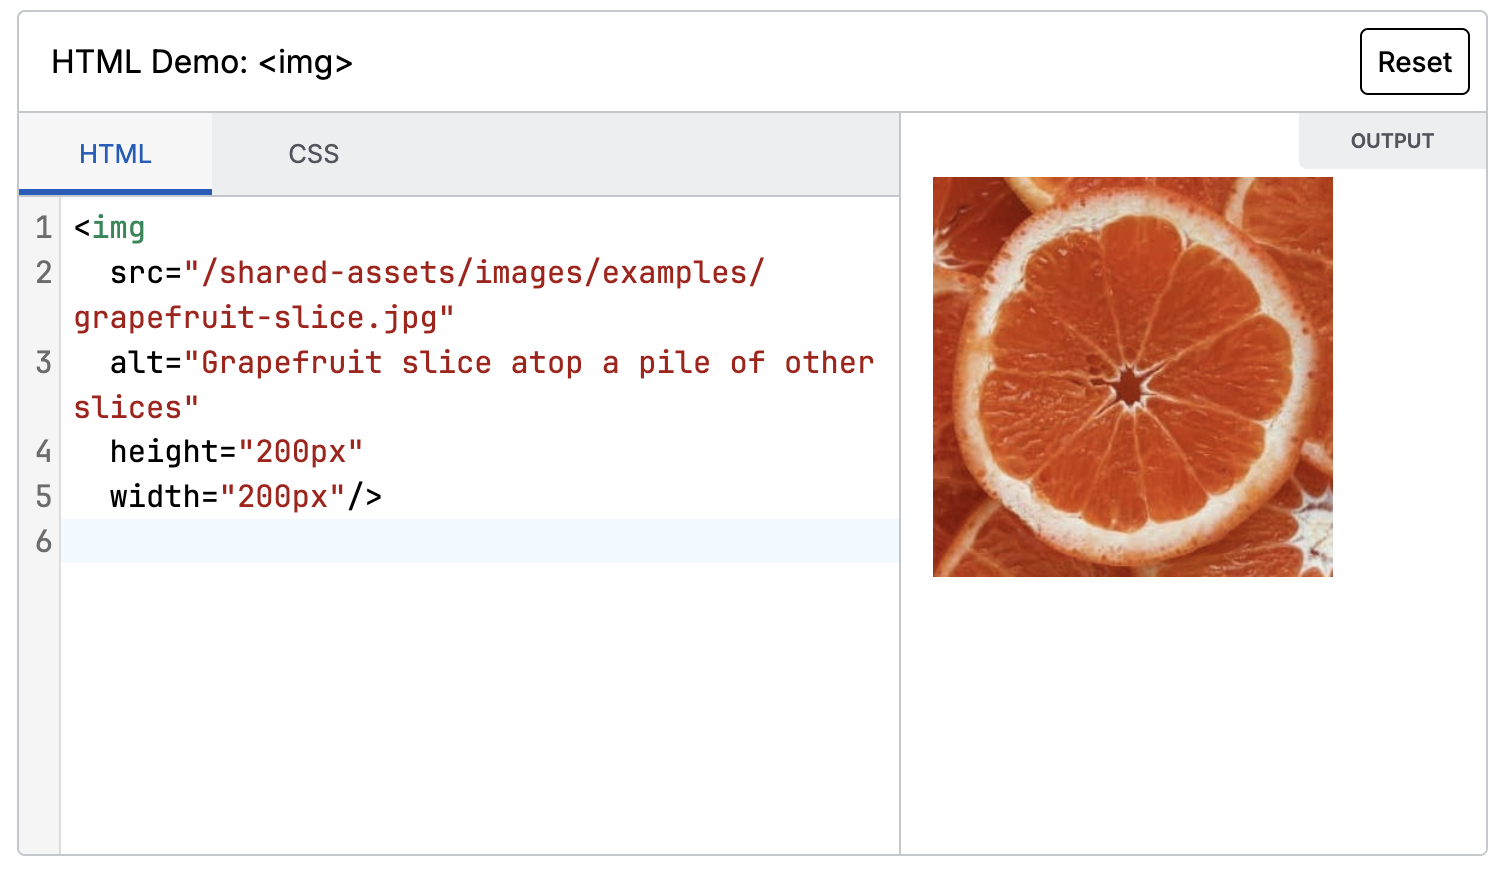 HTML Demo: <img>
Reset
HTML
CSS
OUTPUT
1 <img
2   src="/shared-assets/images/examples/
grapefruit-slice.jpg"
3   alt="Grapefruit slice atop a pile of other
slices"
4   height="200px"
5   width="200px"/>
6